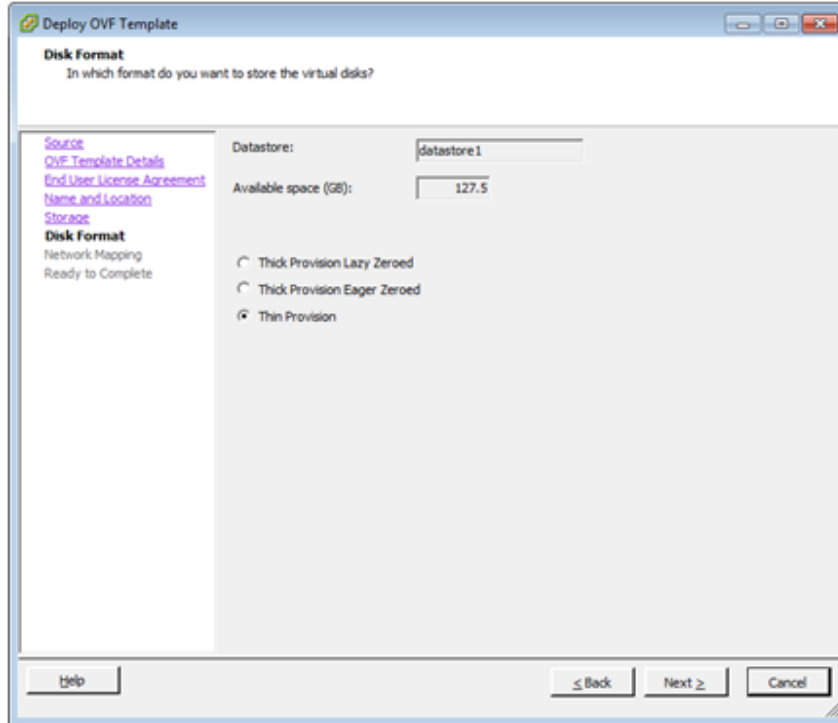 Deploy OVF Template
Disk Format
In which format do you want to store the virtual disks?
Source
OVF Template Details
End User License Agreement
Name and Location
Storage
Disk Format
Network Mapping
Ready to Complete
Datastore:
datastore1
Available space (GB):
127.5
Thick Provision Lazy Zeroed
Thick Provision Eager Zeroed
Thin Provision
Help
< Back
Next >
Cancel